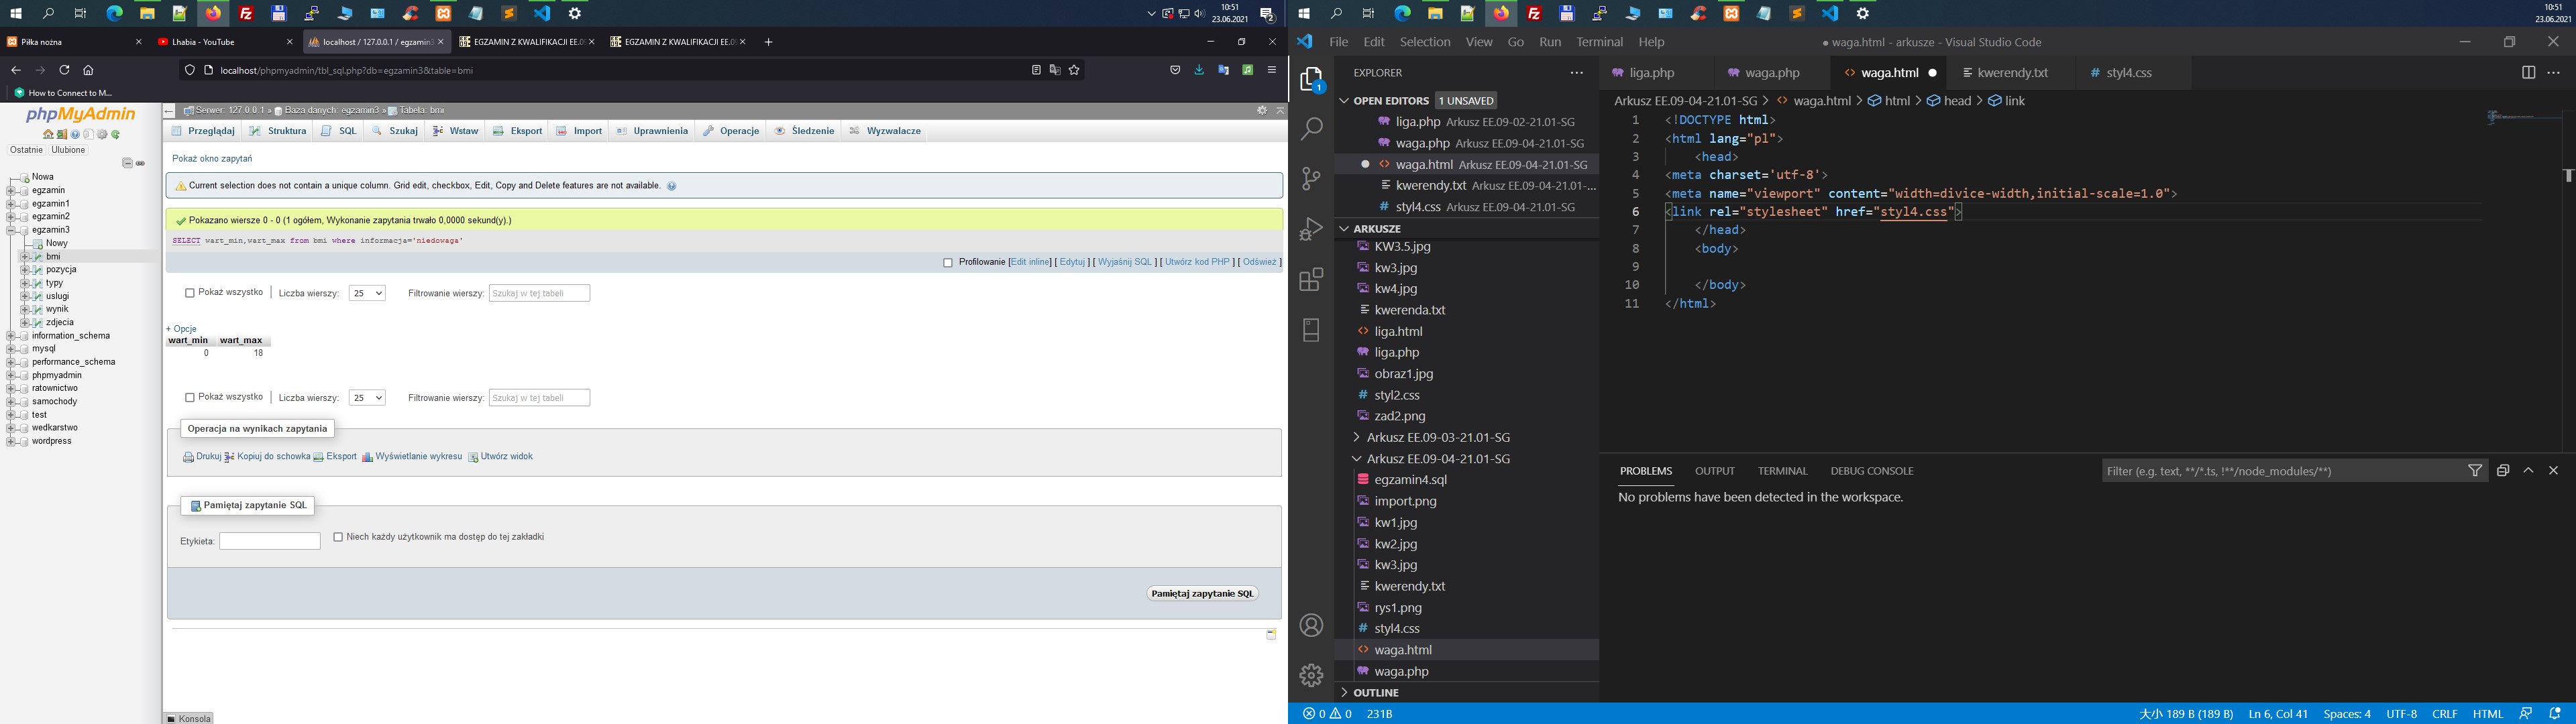 10:51
23.06.2021
2
Piłka nożna
Lhabia - YouTube
localhost / 127.0.0.1 / egzamin3
EGZAMIN Z KWALIFIKACJI EE.09
EGZAMIN Z KWALIFIKACJI EE.09
localhost/phpmyadmin/tbl_sql.php?db=egzamin3&table=bmi
How to Connect to M...
phpMyAdmin
Ostatnie Ulubione
Nowa
egzamin
egzamin1
egzamin2
egzamin3
Nowy
bmi
pozycja
typy
uslugi
wynik
zdjecia
information_schema
mysql
performance_schema
phpmyadmin
ratownictwo
samochody
test
wedkarstwo
wordpress
Serwer: 127.0.0.1 » Baza danych: egzamin3 » Tabela: bmi
Przeglądaj Struktura SQL Szukaj Wstaw Eksport Import Uprawnienia Operacje Śledzenie Wyzwalacze
Pokaż okno zapytań
Current selection does not contain a unique column. Grid edit, checkbox, Edit, Copy and Delete features are not available.
Pokazano wiersze 0 - 0 (1 ogółem, Wykonanie zapytania trwało 0,0000 sekund(y).)
SELECT wart_min,wart_max from bmi where informacja='niedowaga'
Profilowanie [Edit inline] [ Edytuj ] [ Wyjaśnij SQL ] [ Utwórz kod PHP ] [ Odśwież ]
Pokaż wszystko | Liczba wierszy: 25 Filtrowanie wierszy: Szukaj w tej tabeli
+ Opcje
wart_min wart_max
0 18
Pokaż wszystko | Liczba wierszy: 25 Filtrowanie wierszy: Szukaj w tej tabeli
Operacja na wynikach zapytania
Drukuj Kopiuj do schowka Eksport Wyświetlanie wykresu Utwórz widok
Pamiętaj zapytanie SQL
Etykieta: Niech każdy użytkownik ma dostęp do tej zakładki
Pamiętaj zapytanie SQL
Konsola
10:51
23.06.2021
File Edit Selection View Go Run Terminal Help
● waga.html - arkusze - Visual Studio Code
EXPLORER
1
OPEN EDITORS 1 UNSAVED
liga.php Arkusz EE.09-02-21.01-SG
waga.php Arkusz EE.09-04-21.01-SG
waga.html Arkusz EE.09-04-21.01-SG
kwerendy.txt Arkusz EE.09-04-21.01-...
styl4.css Arkusz EE.09-04-21.01-SG
ARKUSZE
KW3.5.jpg
kw3.jpg
kw4.jpg
kwerenda.txt
liga.html
liga.php
obraz1.jpg
styl2.css
zad2.png
Arkusz EE.09-03-21.01-SG
Arkusz EE.09-04-21.01-SG
egzamin4.sql
import.png
kw1.jpg
kw2.jpg
kw3.jpg
kwerendy.txt
rys1.png
styl4.css
waga.html
waga.php
OUTLINE
liga.php waga.php waga.html kwerendy.txt styl4.css
Arkusz EE.09-04-21.01-SG > waga.html > html > head > link
1 <!DOCTYPE html>
2 <html lang="pl">
3 <head>
4 <meta charset='utf-8'>
5 <meta name="viewport" content="width=divice-width,initial-scale=1.0">
6 <link rel="stylesheet" href="styl4.css">
7 </head>
8 <body>
9
10 </body>
11 </html>
PROBLEMS OUTPUT TERMINAL DEBUG CONSOLE
Filter (e.g. text, **/*.ts, !**/node_modules/**)
No problems have been detected in the workspace.
0 0 231B
大小 189 B (189 B) Ln 6, Col 41 Spaces: 4 UTF-8 CRLF HTML